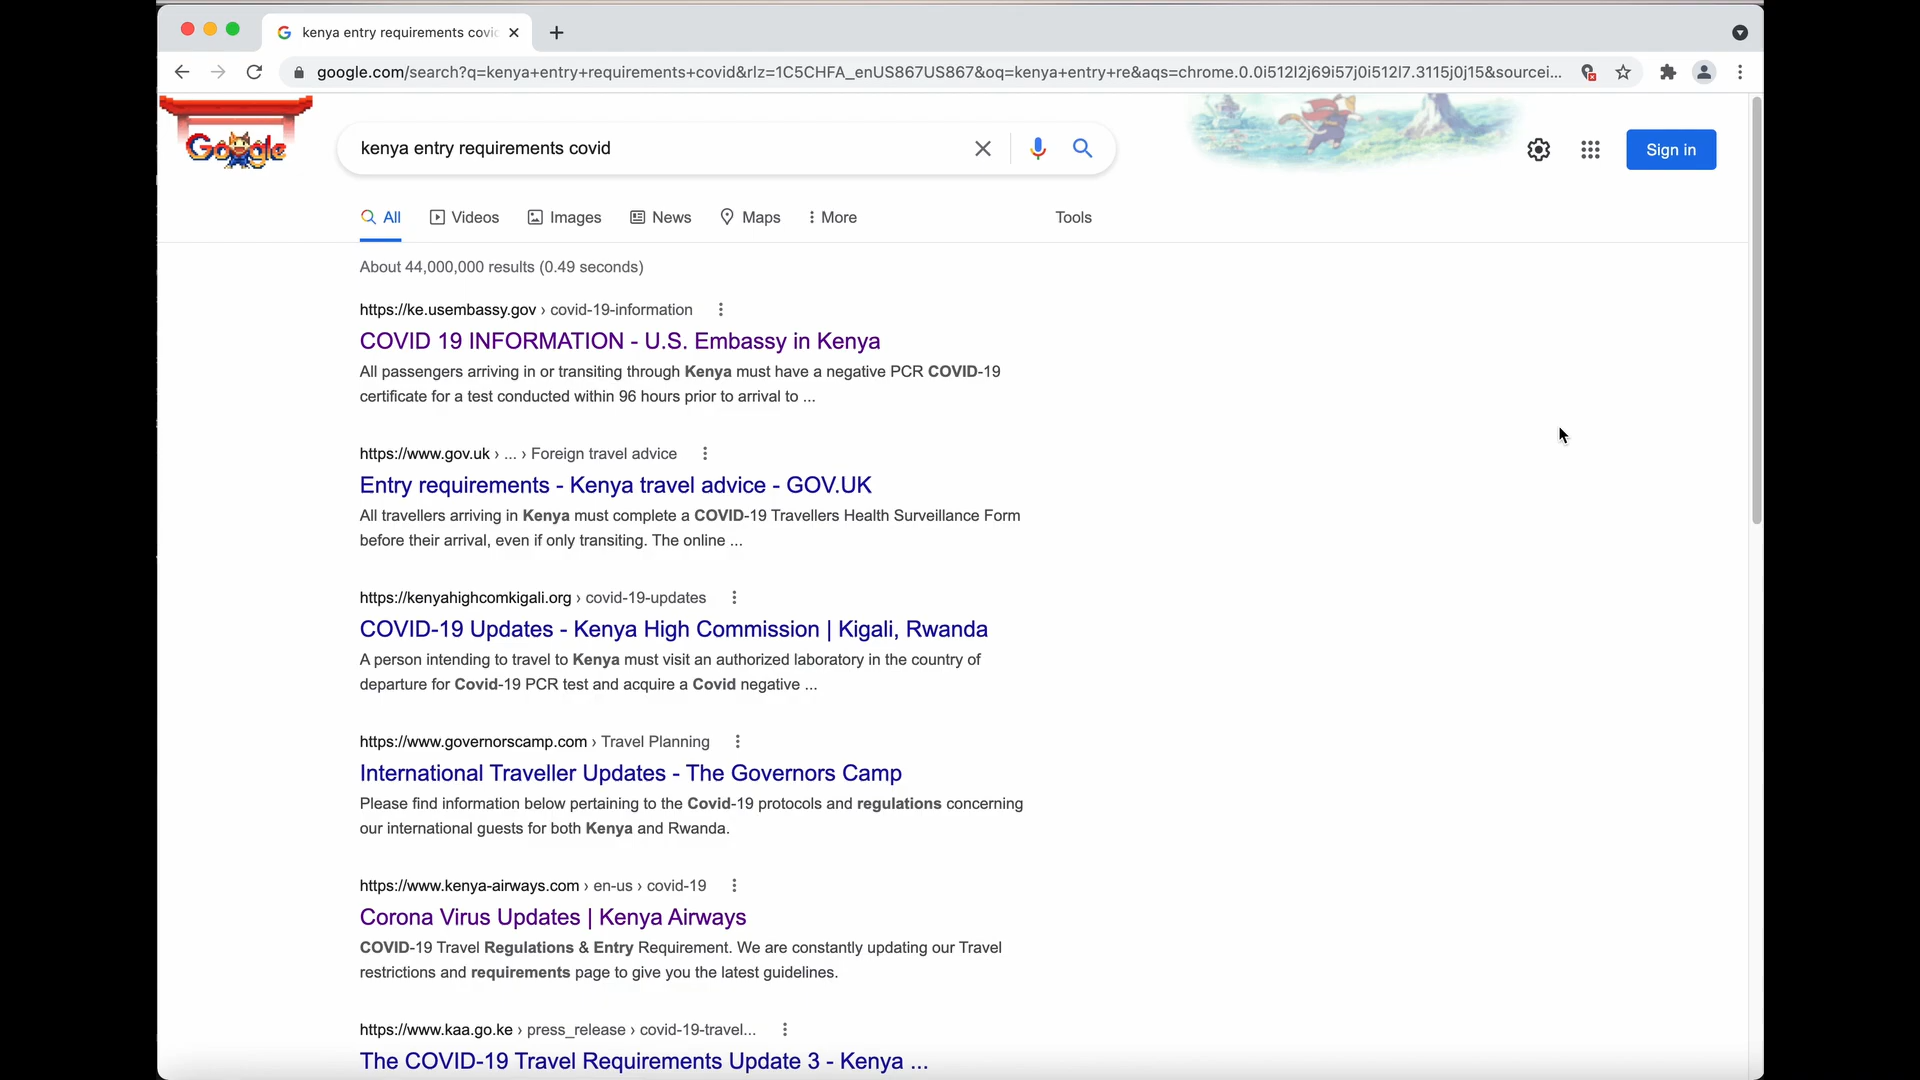 kenya entry requirements covi
google.com/search?q=kenya+entry+requirements+covid&rlz=1C5CHFA_enUS867US867&oq=kenya+entry+re&aqs=chrome.0.0i512l2j69i57j0i512l7.3115j0j15&sourcei...
Google
kenya entry requirements covid
Sign in
All Videos Images News Maps More Tools
About 44,000,000 results (0.49 seconds)
https://ke.usembassy.gov › covid-19-information
COVID 19 INFORMATION - U.S. Embassy in Kenya
All passengers arriving in or transiting through Kenya must have a negative PCR COVID-19
certificate for a test conducted within 96 hours prior to arrival to ...
https://www.gov.uk › ... › Foreign travel advice
Entry requirements - Kenya travel advice - GOV.UK
All travellers arriving in Kenya must complete a COVID-19 Travellers Health Surveillance Form
before their arrival, even if only transiting. The online ...
https://kenyahighcomkigali.org › covid-19-updates
COVID-19 Updates - Kenya High Commission | Kigali, Rwanda
A person intending to travel to Kenya must visit an authorized laboratory in the country of
departure for Covid-19 PCR test and acquire a Covid negative ...
https://www.governorscamp.com › Travel Planning
International Traveller Updates - The Governors Camp
Please find information below pertaining to the Covid-19 protocols and regulations concerning
our international guests for both Kenya and Rwanda.
https://www.kenya-airways.com › en-us › covid-19
Corona Virus Updates | Kenya Airways
COVID-19 Travel Regulations & Entry Requirement. We are constantly updating our Travel
restrictions and requirements page to give you the latest guidelines.
https://www.kaa.go.ke › press_release › covid-19-travel...
The COVID-19 Travel Requirements Update 3 - Kenya ...